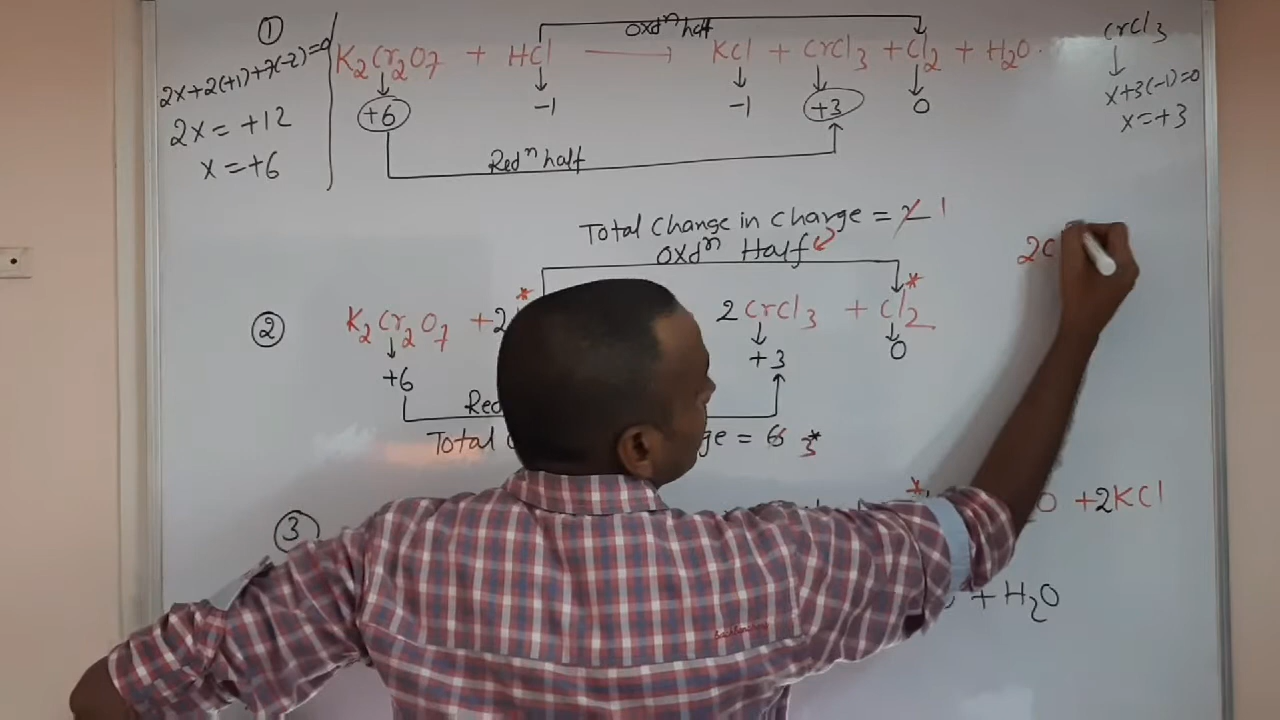 ①
K2Cr2O7 + HCl → KCl + CrCl3 + Cl2 + H2O.
Oxdⁿ half
+6 -1 -1 +3 0
Redⁿ half
2x+2(+1)+7(-2)=0
2x = +12
x = +6
CrCl3
↓
x+3(-1)=0
x=+3
Total Change in Charge = 2 1
Oxdⁿ Half
2C
② K2Cr2O7 + 2 2CrCl3 + Cl2
+6 +3 0
Red
Total = 6 3*
③ O + 2KCl
+ H2O